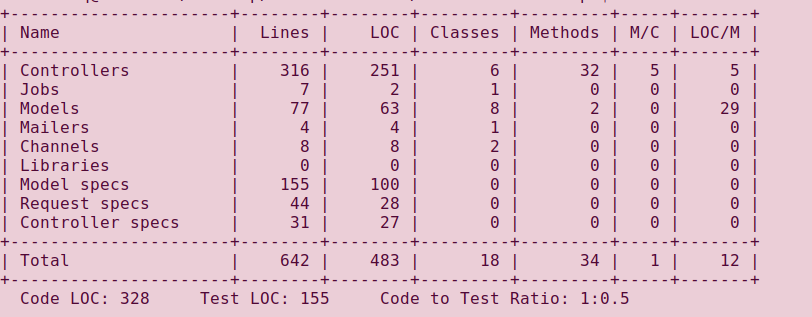 +----------------------+--------+--------+---------+---------+-----+-------+
| Name                 |  Lines |    LOC | Classes | Methods | M/C | LOC/M |
+----------------------+--------+--------+---------+---------+-----+-------+
| Controllers          |    316 |    251 |       6 |      32 |   5 |     5 |
| Jobs                 |      7 |      2 |       1 |       0 |   0 |     0 |
| Models               |     77 |     63 |       8 |       2 |   0 |    29 |
| Mailers              |      4 |      4 |       1 |       0 |   0 |     0 |
| Channels             |      8 |      8 |       2 |       0 |   0 |     0 |
| Libraries            |      0 |      0 |       0 |       0 |   0 |     0 |
| Model specs          |    155 |    100 |       0 |       0 |   0 |     0 |
| Request specs        |     44 |     28 |       0 |       0 |   0 |     0 |
| Controller specs     |     31 |     27 |       0 |       0 |   0 |     0 |
+----------------------+--------+--------+---------+---------+-----+-------+
| Total                |    642 |    483 |      18 |      34 |   1 |    12 |
+----------------------+--------+--------+---------+---------+-----+-------+
  Code LOC: 328     Test LOC: 155     Code to Test Ratio: 1:0.5